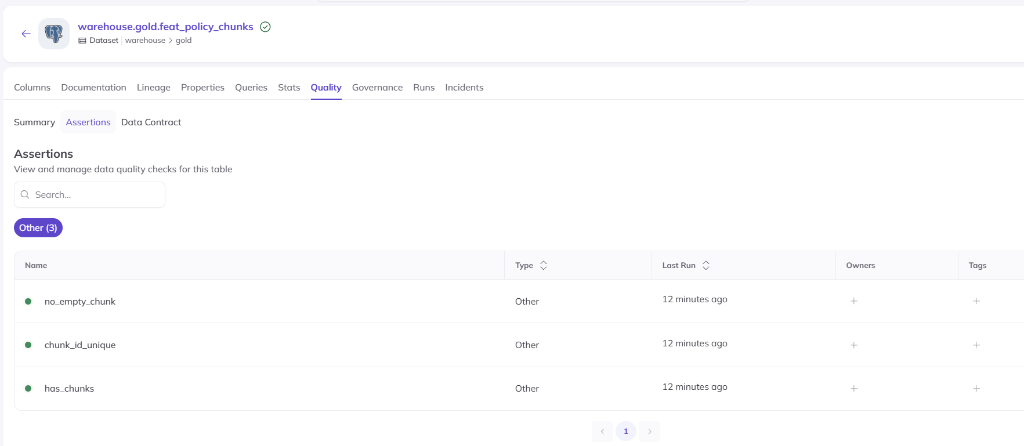 warehouse.gold.feat_policy_chunks
Dataset warehouse > gold
Columns Documentation Lineage Properties Queries Stats Quality Governance Runs Incidents
Summary Assertions Data Contract
Assertions
View and manage data quality checks for this table
Search...
Other (3)
Name Type Last Run Owners Tags
no_empty_chunk Other 12 minutes ago + +
chunk_id_unique Other 12 minutes ago + +
has_chunks Other 12 minutes ago + +
< 1 >